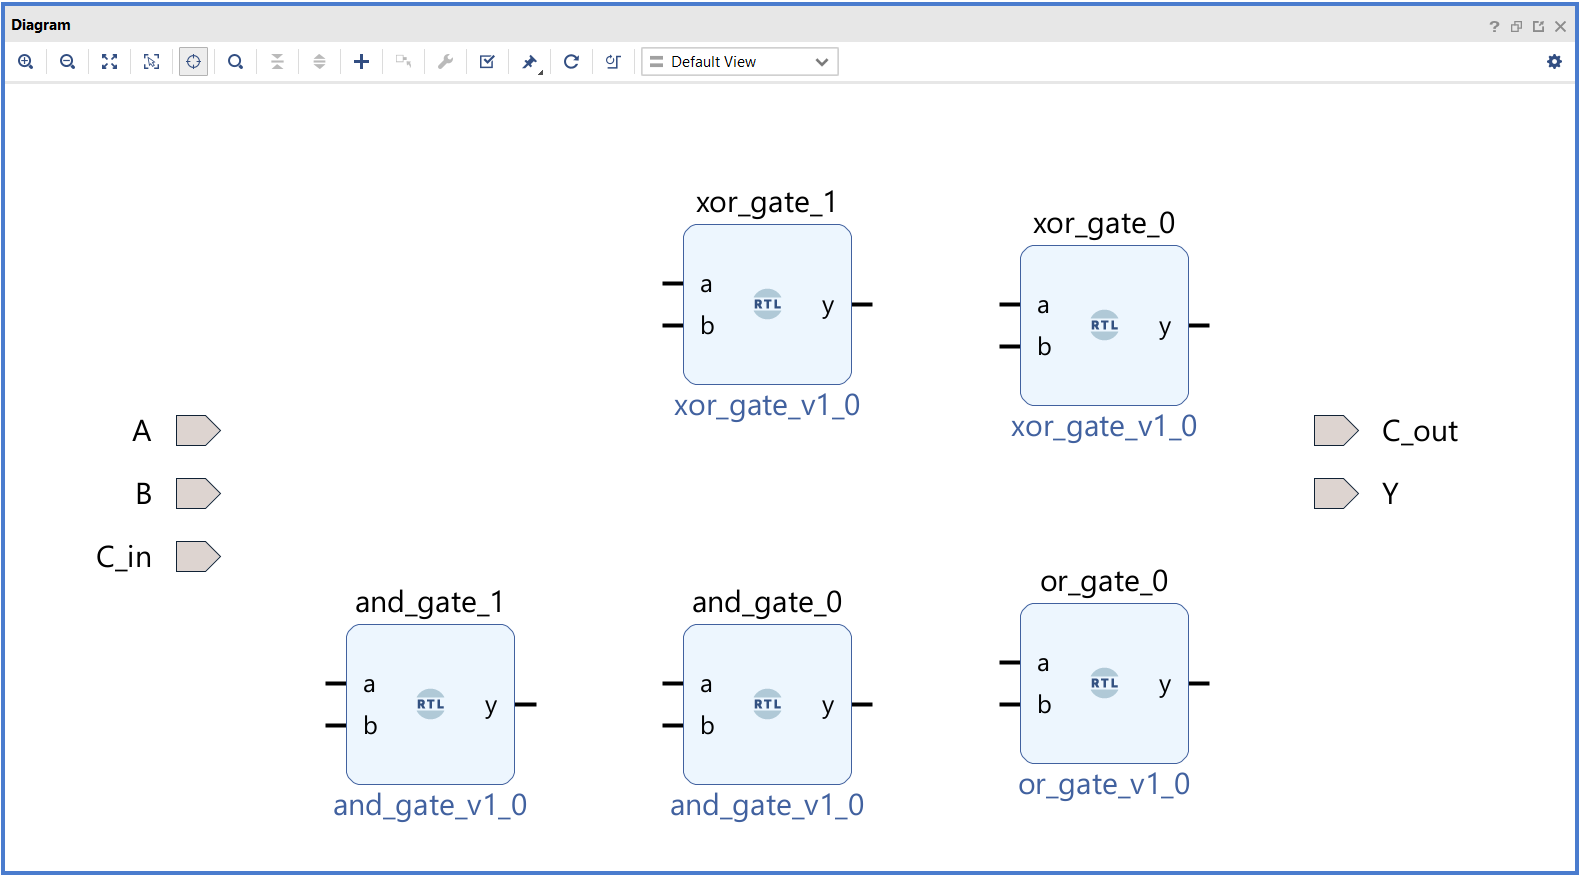 Diagram
Default View
xor_gate_1
a
b
RTL
y
xor_gate_v1_0
xor_gate_0
a
b
RTL
y
xor_gate_v1_0
A
B
C_in
C_out
Y
and_gate_1
a
b
RTL
y
and_gate_v1_0
and_gate_0
a
b
RTL
y
and_gate_v1_0
or_gate_0
a
b
RTL
y
or_gate_v1_0